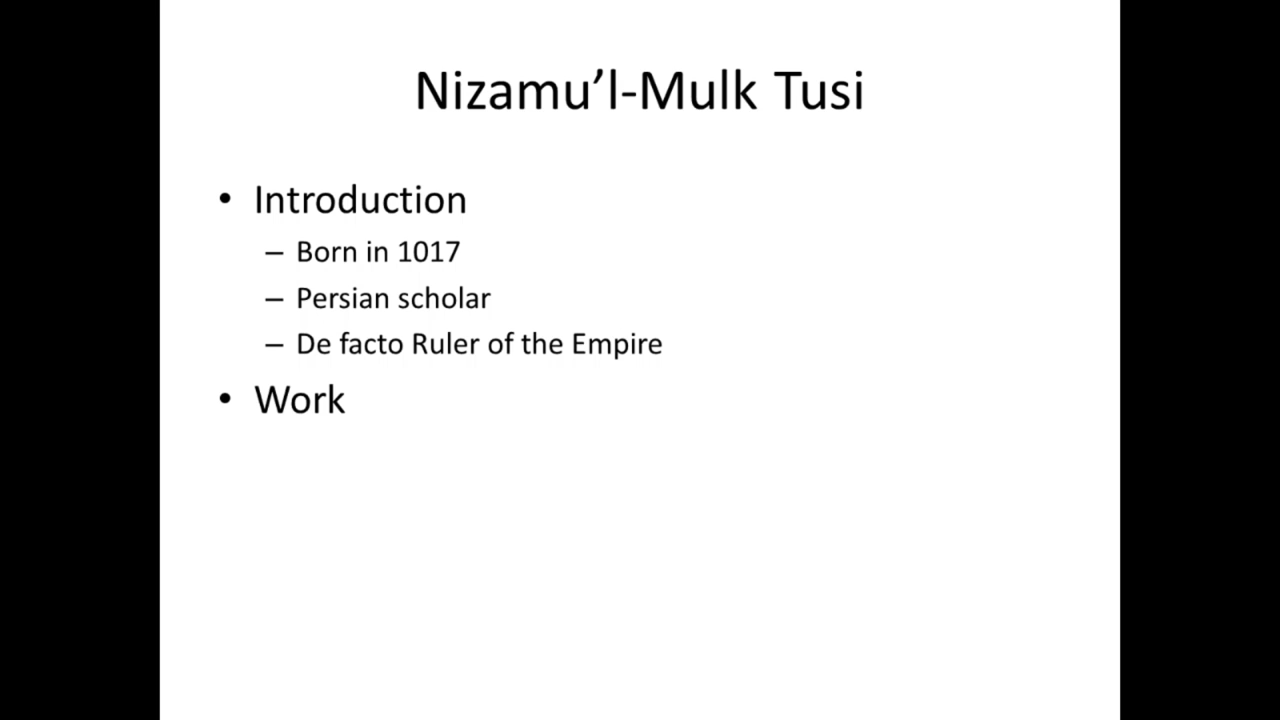 Nizamu’l-Mulk Tusi
• Introduction
– Born in 1017
– Persian scholar
– De facto Ruler of the Empire
• Work